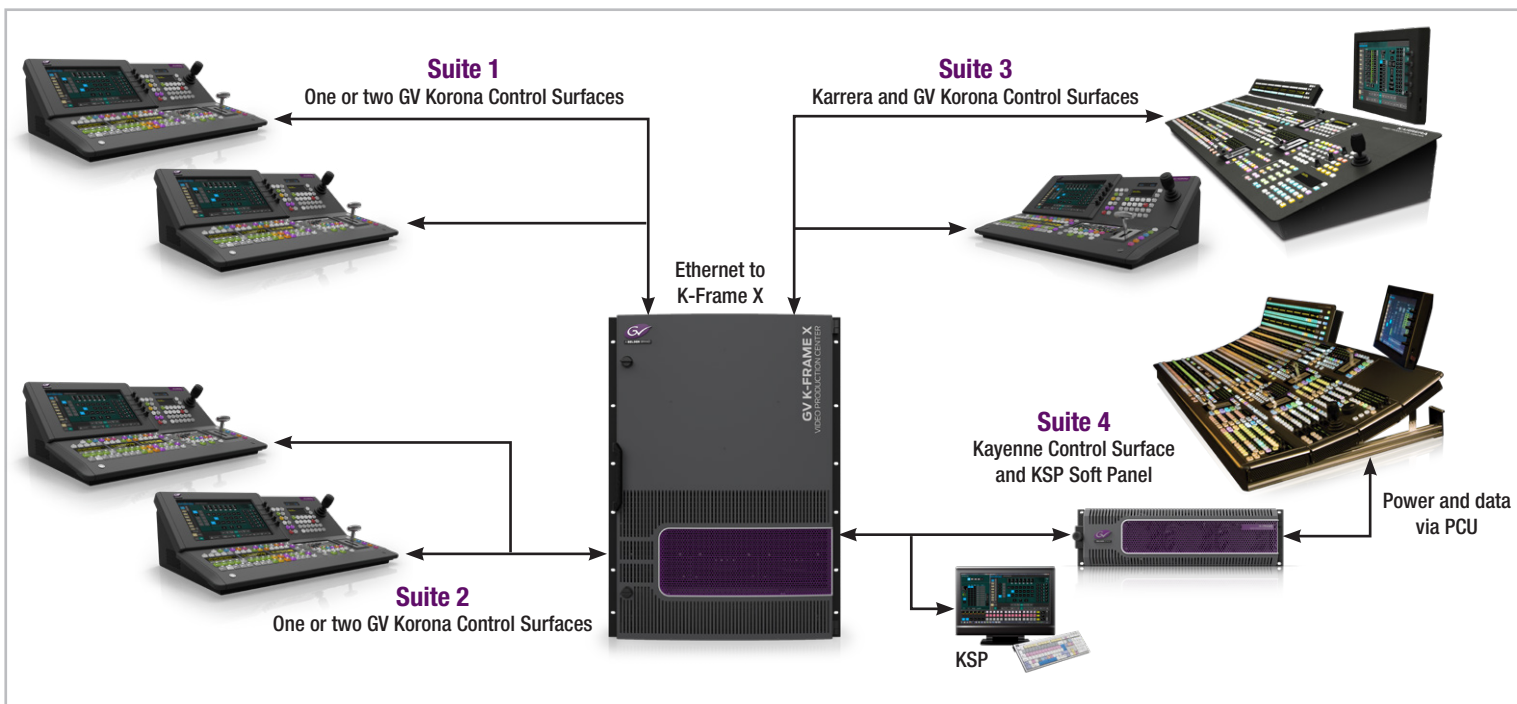 Suite 1
One or two GV Korona Control Surfaces
Suite 3
Karrera and GV Korona Control Surfaces
Ethernet to
K-Frame X
GV
GV K-FRAME X
VIDEO PRODUCTION CENTER
Suite 4
Kayenne Control Surface
and KSP Soft Panel
Power and data
via PCU
Suite 2
One or two GV Korona Control Surfaces
KSP